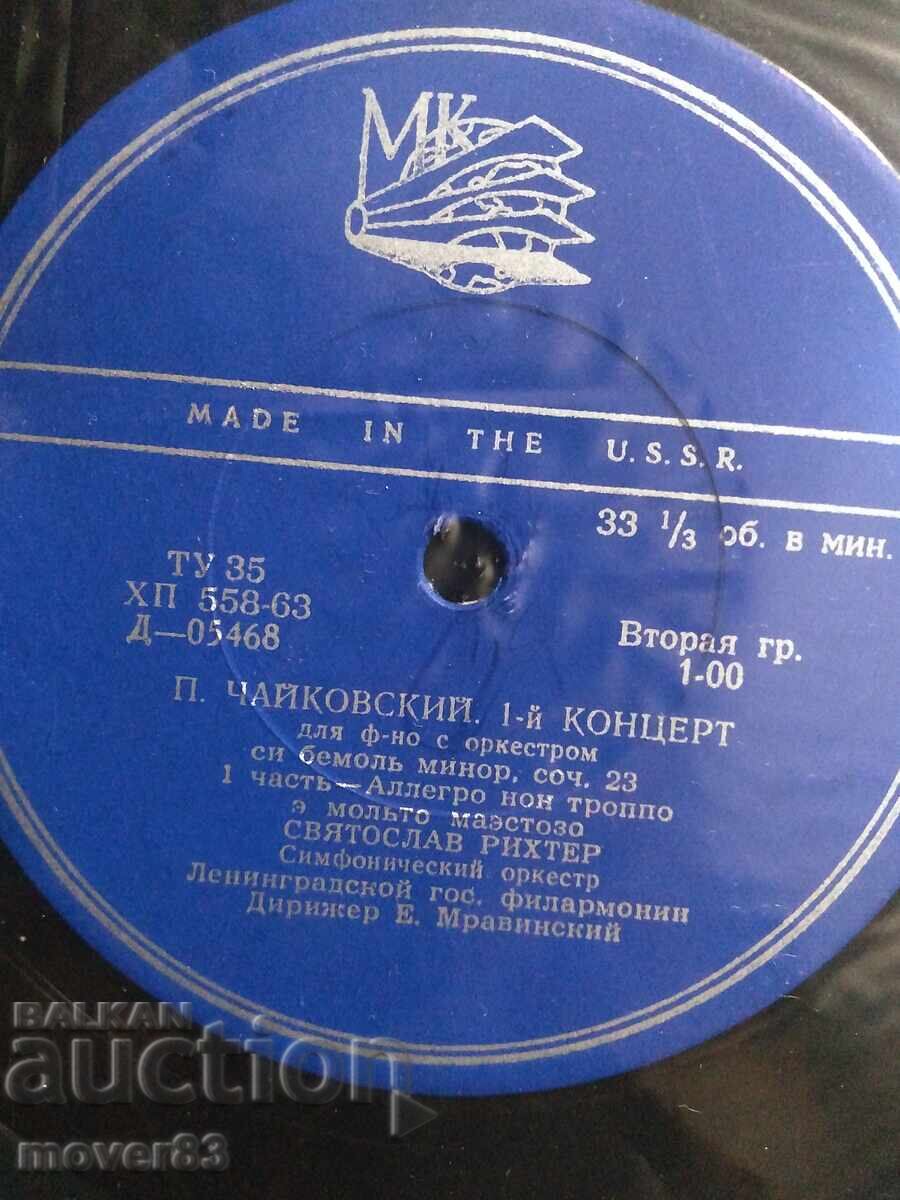 МК
MADE IN THE U.S.S.R.
33 1/3 об. в мин.
ТУ 35
ХП 558-63
Д—05468
Вторая гр.
1-00
П. ЧАЙКОВСКИЙ. 1-й КОНЦЕРТ
для ф-но с оркестром
си бемоль минор, соч. 23
1 часть—Аллегро нон троппо
э мольто маэстозо
СВЯТОСЛАВ РИХТЕР
Симфонический оркестр
Ленинградской гос. филармонии
Дирижер Е. Мравинский
BALKAN
auction
mover83